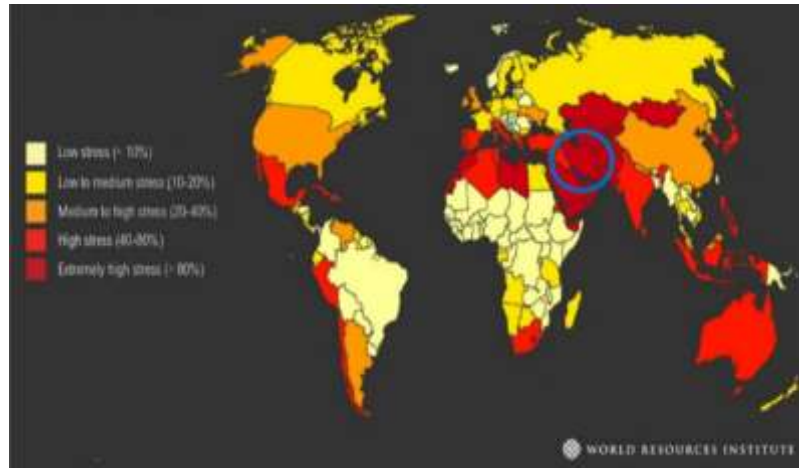 Low stress (< 10%)
Low to medium stress (10-20%)
Medium to high stress (20-40%)
High stress (40-80%)
Extremely high stress (> 80%)
WORLD RESOURCES INSTITUTE